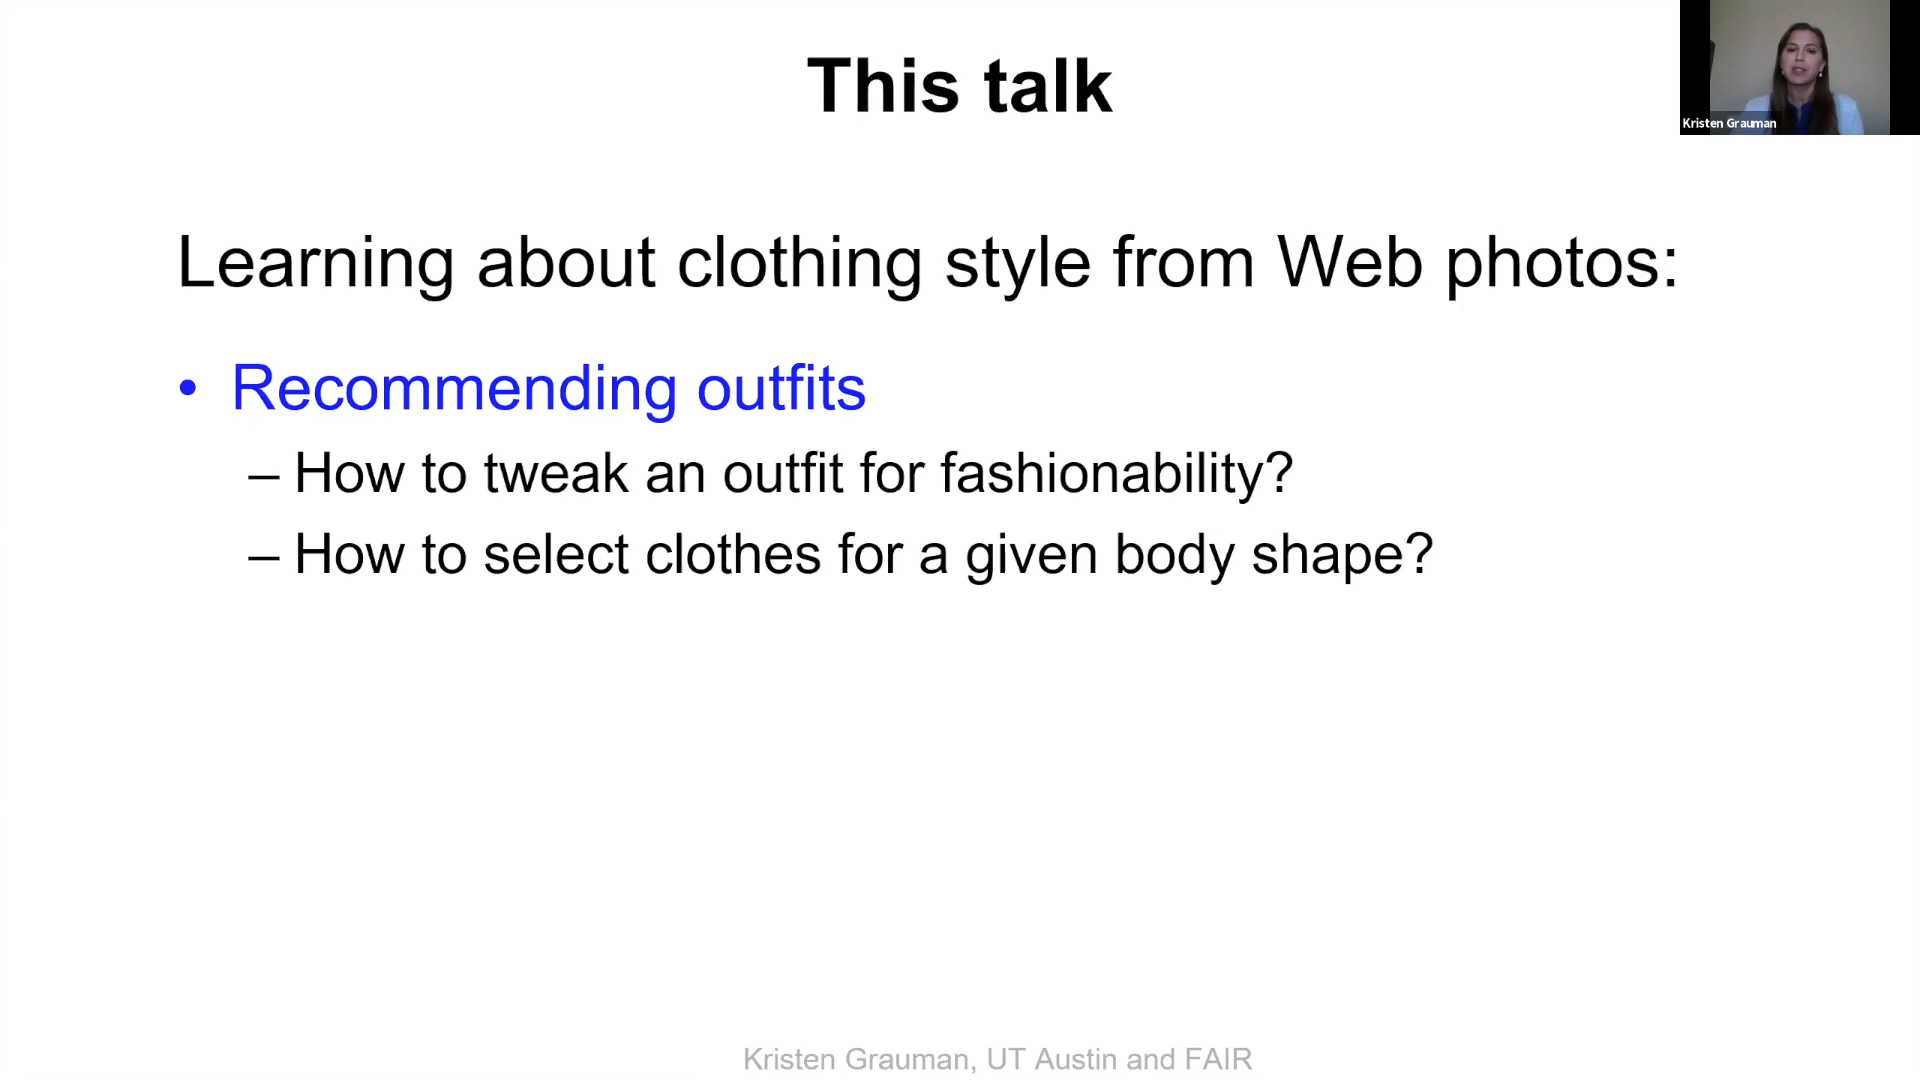 This talk
Kristen Grauman
Learning about clothing style from Web photos:
• Recommending outfits
– How to tweak an outfit for fashionability?
– How to select clothes for a given body shape?
Kristen Grauman, UT Austin and FAIR